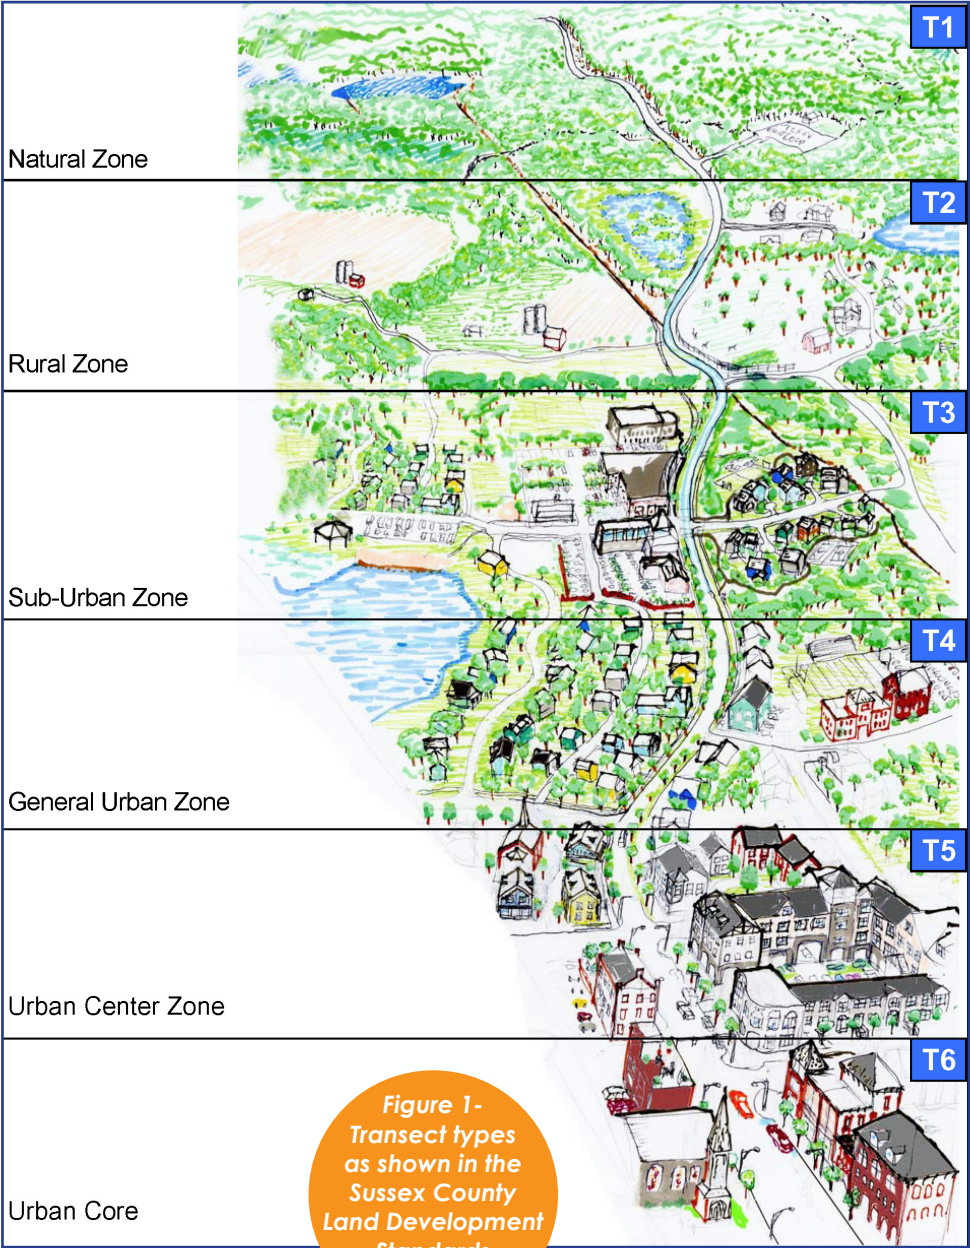 T1
Natural Zone
T2
Rural Zone
T3
Sub-Urban Zone
T4
General Urban Zone
T5
Urban Center Zone
T6
Urban Core
Figure 1-
Transect types
as shown in the
Sussex County
Land Development
Standards